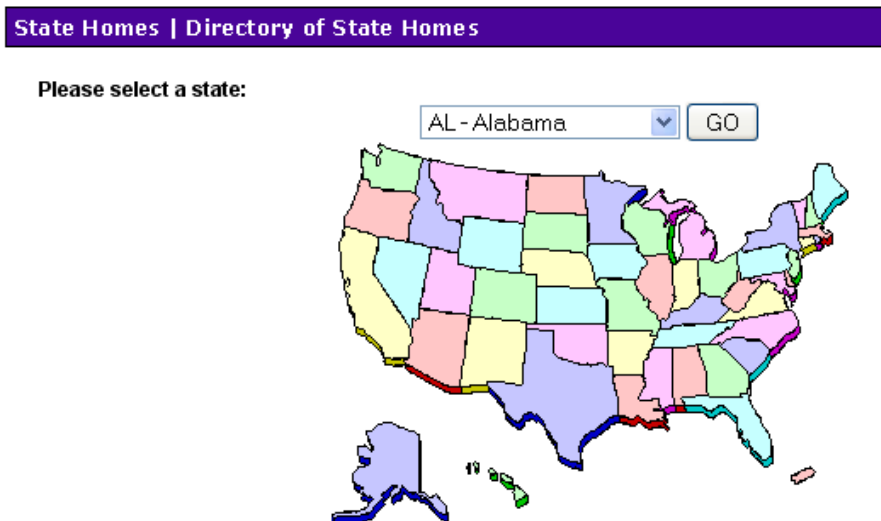 State Homes | Directory of State Homes
Please select a state:
AL - Alabama GO